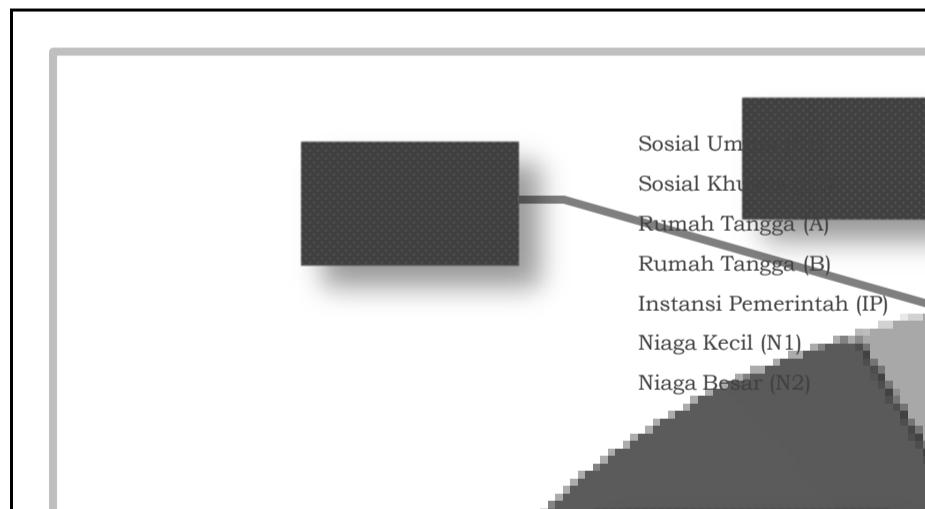 Sosial Um
Sosial Khu
Rumah Tangga (A)
Rumah Tangga (B)
Instansi Pemerintah (IP)
Niaga Kecil (N1)
Niaga Besar (N2)